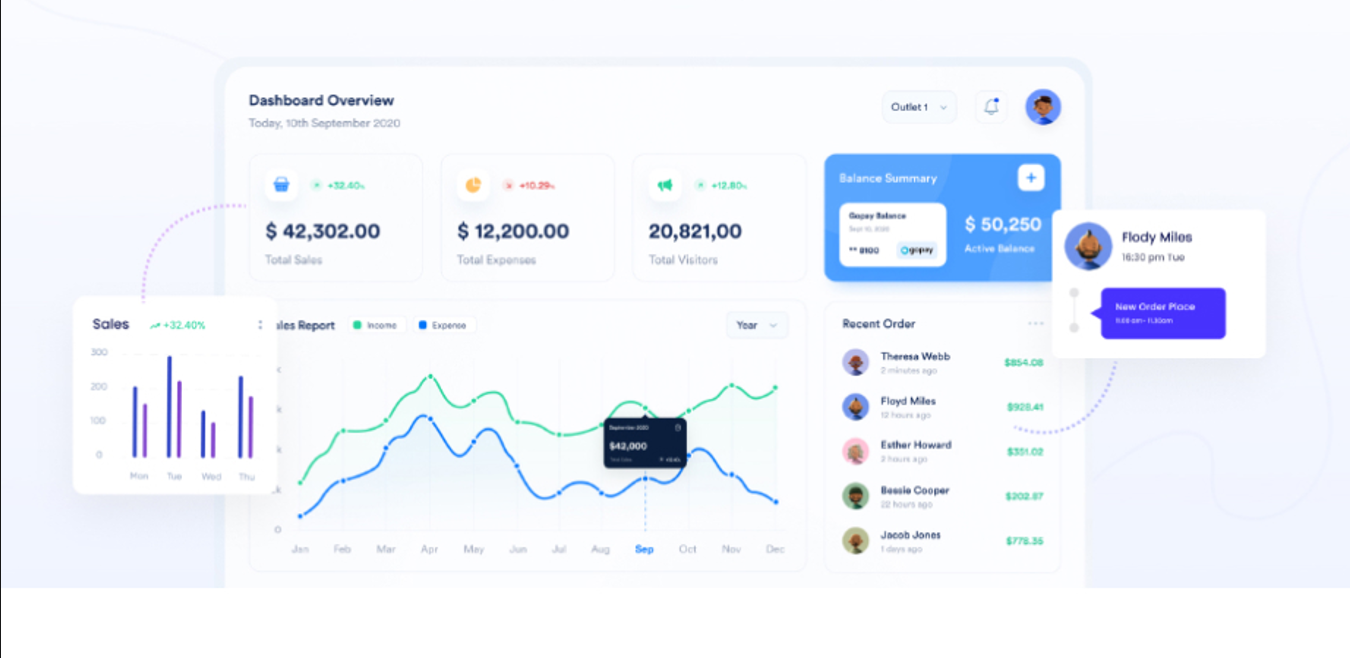 Dashboard Overview
Today, 10th September 2020
Outlet 1
+32.40%
$ 42,302.00
Total Sales
+10.29%
$ 12,200.00
Total Expenses
+12.80%
20,821,00
Total Visitors
Balance Summary
+
Gopay Balance
Sept 10, 2020
** 8100
gopay
$ 50,250
Active Balance
Flody Miles
16:30 pm Tue
New Order Place
Sales
+32.40%
300
200
100
0
Mon Tue Wed Thu
ales Report
Income
Expense
Year
k
k
k
k
0
September 2020
$42,000
Jan Feb Mar Apr May Jun Jul Aug Sep Oct Nov Dec
Recent Order
Theresa Webb
2 minutes ago
$854.08
Floyd Miles
12 hours ago
$928.41
Esther Howard
2 hours ago
$351.02
Bessie Cooper
22 hours ago
$202.87
Jacob Jones
1 days ago
$778.35